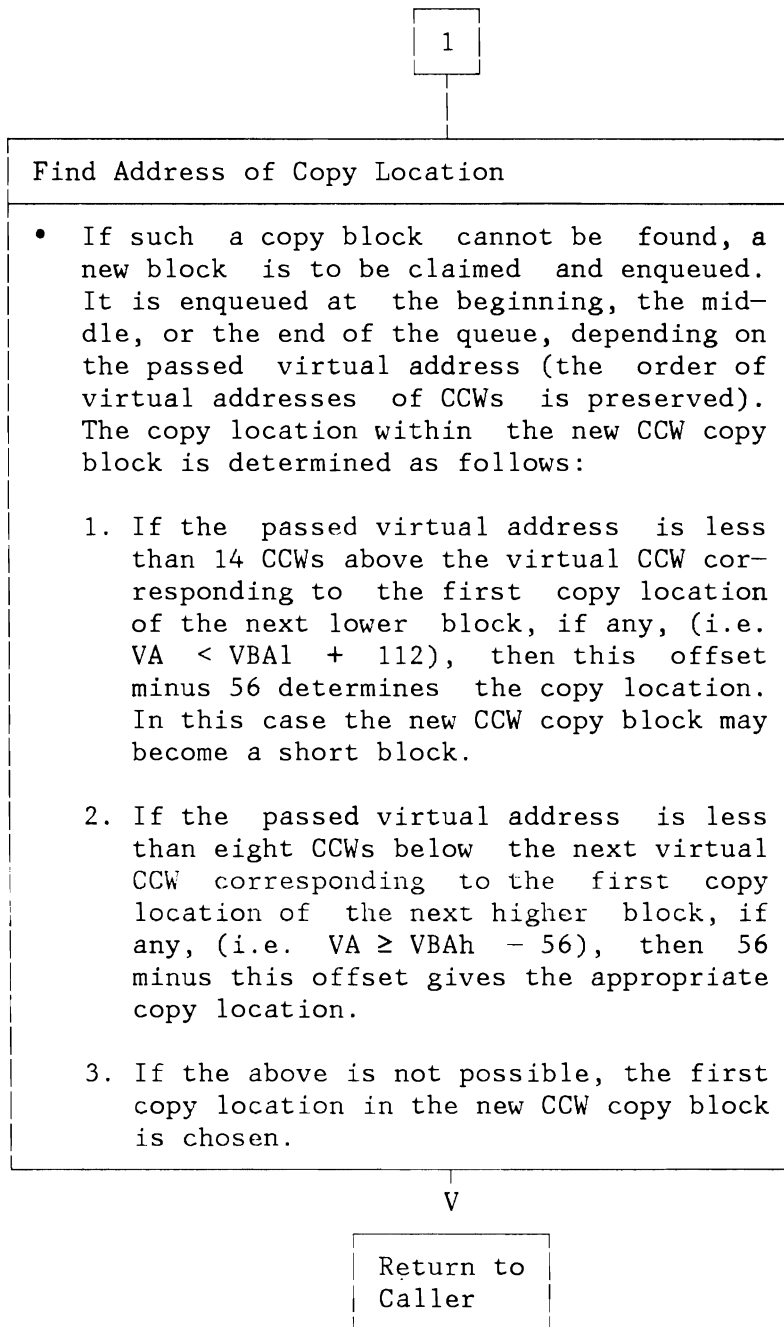 1
Find Address of Copy Location
• If such a copy block cannot be found, a
new block is to be claimed and enqueued.
It is enqueued at the beginning, the mid-
dle, or the end of the queue, depending on
the passed virtual address (the order of
virtual addresses of CCWs is preserved).
The copy location within the new CCW copy
block is determined as follows:
1. If the passed virtual address is less
than 14 CCWs above the virtual CCW cor-
responding to the first copy location
of the next lower block, if any, (i.e.
VA < VBAl + 112), then this offset
minus 56 determines the copy location.
In this case the new CCW copy block may
become a short block.
2. If the passed virtual address is less
than eight CCWs below the next virtual
CCW corresponding to the first copy
location of the next higher block, if
any, (i.e. VA ≥ VBAh - 56), then 56
minus this offset gives the appropriate
copy location.
3. If the above is not possible, the first
copy location in the new CCW copy block
is chosen.
V
Return to
Caller